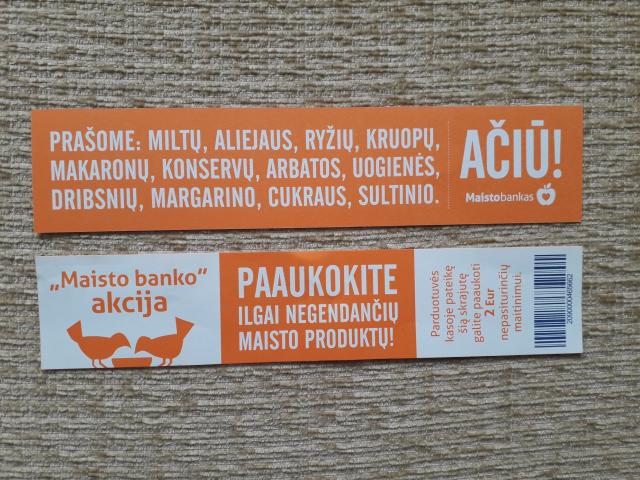 PRAŠOME: MILTŲ, ALIEJAUS, RYŽIŲ, KRUOPŲ,
MAKARONŲ, KONSERVŲ, ARBATOS, UOGIENĖS,
DRIBSNIŲ, MARGARINO, CUKRAUS, SULTINIO.
AČIŪ!
Maistobankas
„Maisto banko“
akcija
PAAUKOKITE
ILGAI NEGENDANČIŲ
MAISTO PRODUKTŲ!
Parduotuvės
kasoje pateikę
šią skrajutę
galite paaukoti
2 Eur
nepasiturinčių
maitinimui.